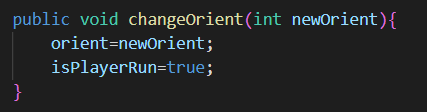 public void changeOrient(int newOrient){
    orient=newOrient;
    isPlayerRun=true;
}